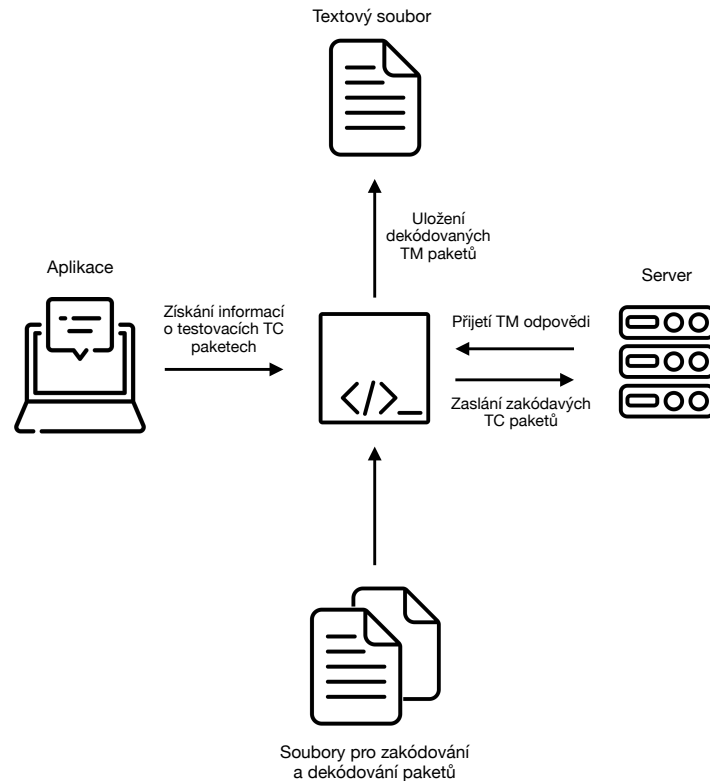 Textový soubor
Uložení
dekódovaných
TM paketů
Aplikace
Získání informací
o testovacích TC
paketech
Server
Přijetí TM odpovědi
</>_
Zaslání zakódavých
TC paketů
Soubory pro zakódování
a dekódování paketů